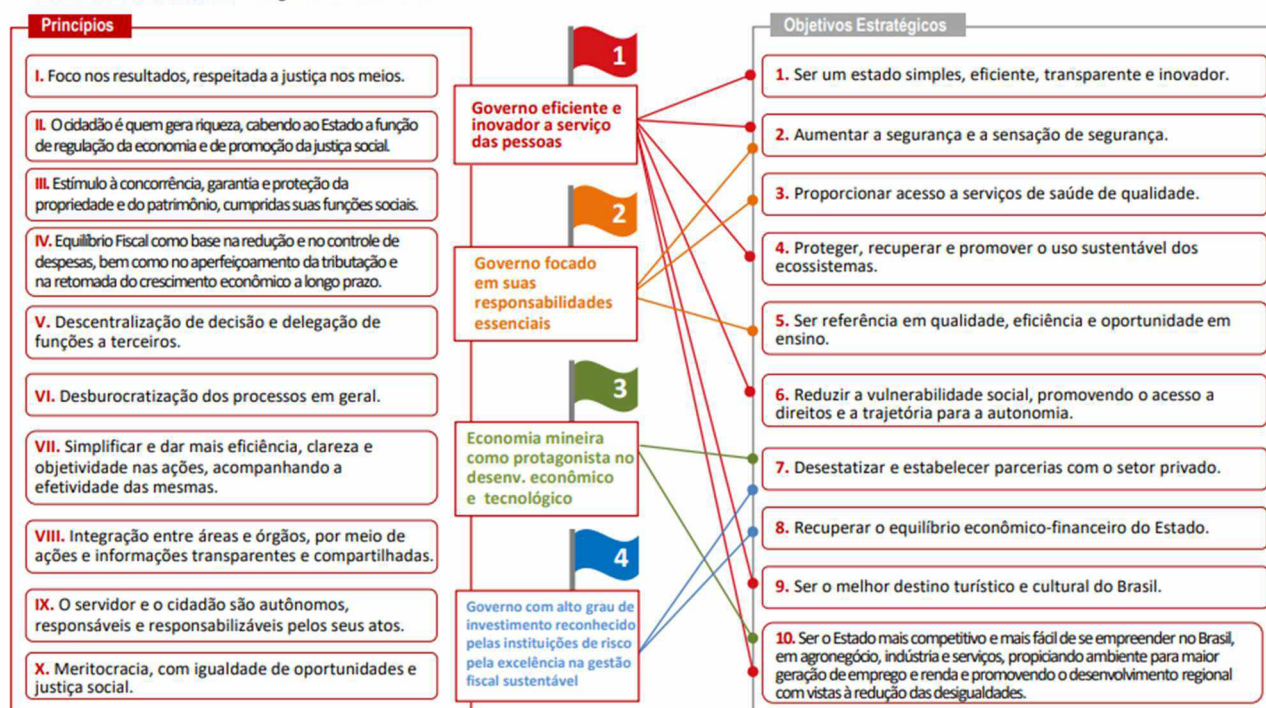 Princípios
I. Foco nos resultados, respeitada a justiça nos meios.
II. O cidadão é quem gera riqueza, cabendo ao Estado a função
de regulação da economia e de promoção da justiça social.
III. Estímulo à concorrência, garantia e proteção da
propriedade e do patrimônio, cumpridas suas funções sociais.
IV. Equilíbrio Fiscal como base na redução e no controle de
despesas, bem como no aperfeiçoamento da tributação e
na retomada do crescimento econômico a longo prazo.
V. Descentralização de decisão e delegação de
funções a terceiros.
VI. Desburocratização dos processos em geral.
VII. Simplificar e dar mais eficiência, clareza e
objetividade nas ações, acompanhando a
efetividade das mesmas.
VIII. Integração entre áreas e órgãos, por meio de
ações e informações transparentes e compartilhadas.
IX. O servidor e o cidadão são autônomos,
responsáveis e responsabilizáveis pelos seus atos.
X. Meritocracia, com igualdade de oportunidades e
justiça social.
1
Governo eficiente e
inovador a serviço
das pessoas
2
Governo focado
em suas
responsabilidades
essenciais
3
Economia mineira
como protagonista no
desenv. econômico
e tecnológico
4
Governo com alto grau de
investimento reconhecido
pelas instituições de risco
pela excelência na gestão
fiscal sustentável
Objetivos Estratégicos
1. Ser um estado simples, eficiente, transparente e inovador.
2. Aumentar a segurança e a sensação de segurança.
3. Proporcionar acesso a serviços de saúde de qualidade.
4. Proteger, recuperar e promover o uso sustentável dos
ecossistemas.
5. Ser referência em qualidade, eficiência e oportunidade em
ensino.
6. Reduzir a vulnerabilidade social, promovendo o acesso a
direitos e a trajetória para a autonomia.
7. Desestatizar e estabelecer parcerias com o setor privado.
8. Recuperar o equilíbrio econômico-financeiro do Estado.
9. Ser o melhor destino turístico e cultural do Brasil.
10. Ser o Estado mais competitivo e mais fácil de se empreender no Brasil,
em agronegócio, indústria e serviços, propiciando ambiente para maior
geração de emprego e renda e promovendo o desenvolvimento regional
com vistas à redução das desigualdades.